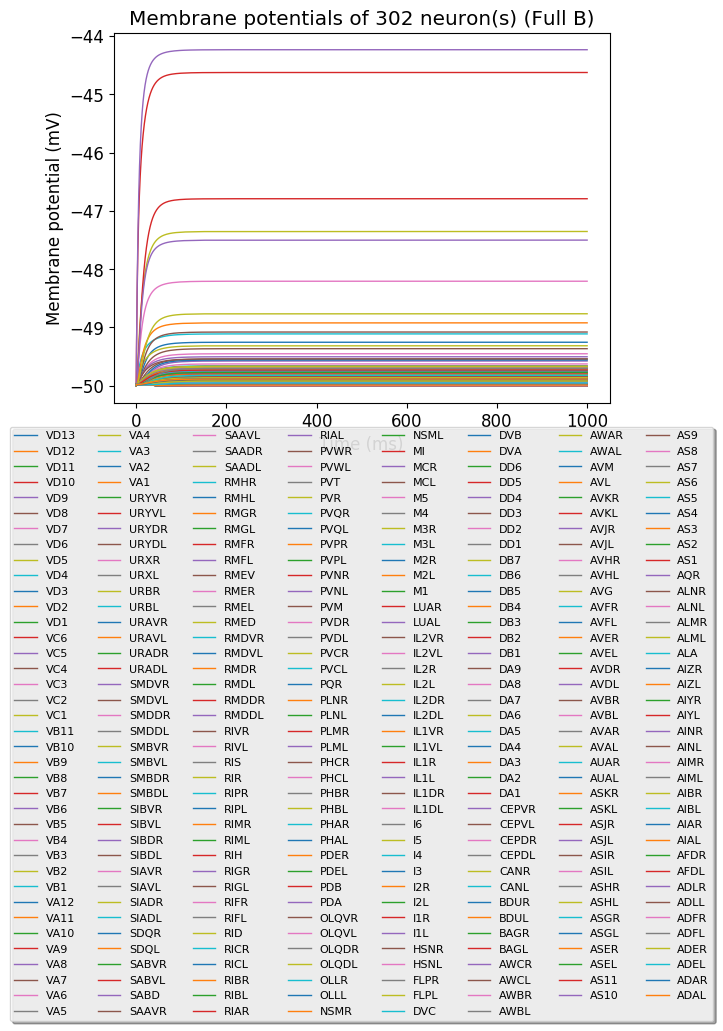 Membrane potentials of 302 neuron(s) (Full B)
Membrane potential (mV)
−44
−45
−46
−47
−48
−49
−50
0 200 400 600 800 1000
Time (ms)
VD13 VA4 SAAVL RIAL NSML DVB AWAR AS9
VD12 VA3 SAADR PVWR MI DVA AWAL AS8
VD11 VA2 SAADL PVWL MCR DD6 AVM AS7
VD10 VA1 RMHR PVT MCL DD5 AVL AS6
VD9 URYVR RMHL PVR M5 DD4 AVKR AS5
VD8 URYVL RMGR PVQR M4 DD3 AVKL AS4
VD7 URYDR RMGL PVQL M3R DD2 AVJR AS3
VD6 URYDL RMFR PVPR M3L DD1 AVJL AS2
VD5 URXR RMFL PVPL M2R DB7 AVHR AS1
VD4 URXL RMEV PVNR M2L DB6 AVHL AQR
VD3 URBR RMER PVNL M1 DB5 AVG ALNR
VD2 URBL RMEL PVM LUAR DB4 AVFR ALNL
VD1 URAVR RMED PVDR LUAL DB3 AVFL ALMR
VC6 URAVL RMDVR PVDL IL2VR DB2 AVER ALML
VC5 URADR RMDVL PVCR IL2VL DB1 AVEL ALA
VC4 URADL RMDR PVCL IL2R DA9 AVDR AIZR
VC3 SMDVR RMDL PQR IL2L DA8 AVDL AIZL
VC2 SMDVL RMDDR PLNR IL2DR DA7 AVBR AIYR
VC1 SMDDR RMDDL PLNL IL2DL DA6 AVBL AIYL
VB11 SMDDL RIVR PLMR IL1VR DA5 AVAR AINR
VB10 SMBVR RIVL PLML IL1VL DA4 AVAL AINL
VB9 SMBVL RIS PHCR IL1R DA3 AUAR AIMR
VB8 SMBDR RIR PHCL IL1L DA2 AUAL AIML
VB7 SMBDL RIPR PHBR IL1DR DA1 ASKR AIBR
VB6 SIBVR RIPL PHBL IL1DL CEPVR ASKL AIBL
VB5 SIBVL RIMR PHAR I6 CEPVL ASJR AIAR
VB4 SIBDR RIML PHAL I5 CEPDR ASJL AIAL
VB3 SIBDL RIH PDER I4 CEPDL ASIR AFDR
VB2 SIAVR RIGR PDEL I3 CANR ASIL AFDL
VB1 SIAVL RIGL PDB I2R CANL ASHR ADLR
VA12 SIADR RIFR PDA I2L BDUR ASHL ADLL
VA11 SIADL RIFL OLQVR I1R BDUL ASGR ADFR
VA10 SDQR RID OLQVL I1L BAGR ASGL ADFL
VA9 SDQL RICR OLQDR HSNR BAGL ASER ADER
VA8 SABVR RICL OLQDL HSNL AWCR ASEL ADEL
VA7 SABVL RIBR OLLR FLPR AWCL AS11 ADAR
VA6 SABD RIBL OLLL FLPL AWBR AS10 ADAL
VA5 SAAVR RIAR NSMR DVC AWBL